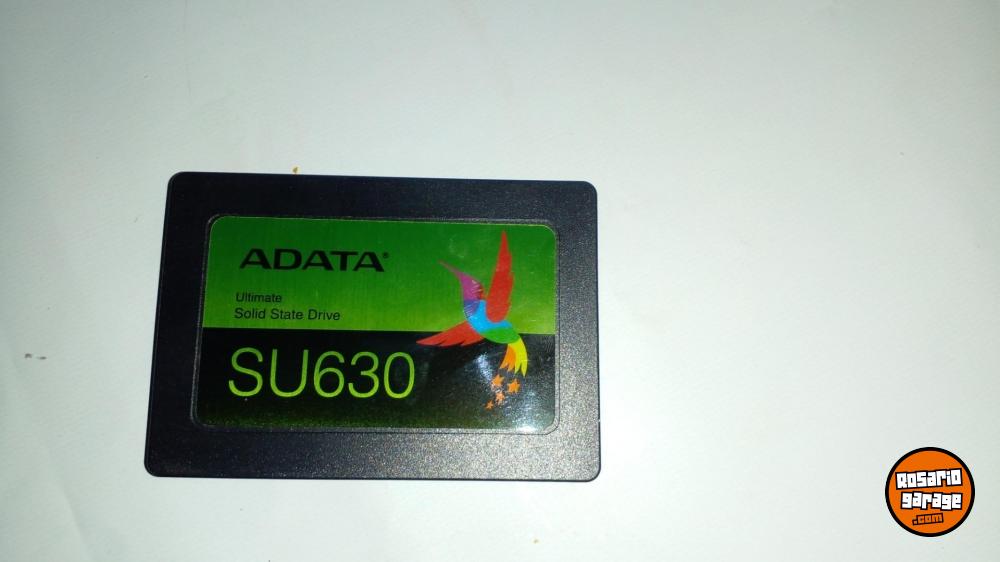 ADATA®
Ultimate
Solid State Drive
SU630
Rosario
garage
.com